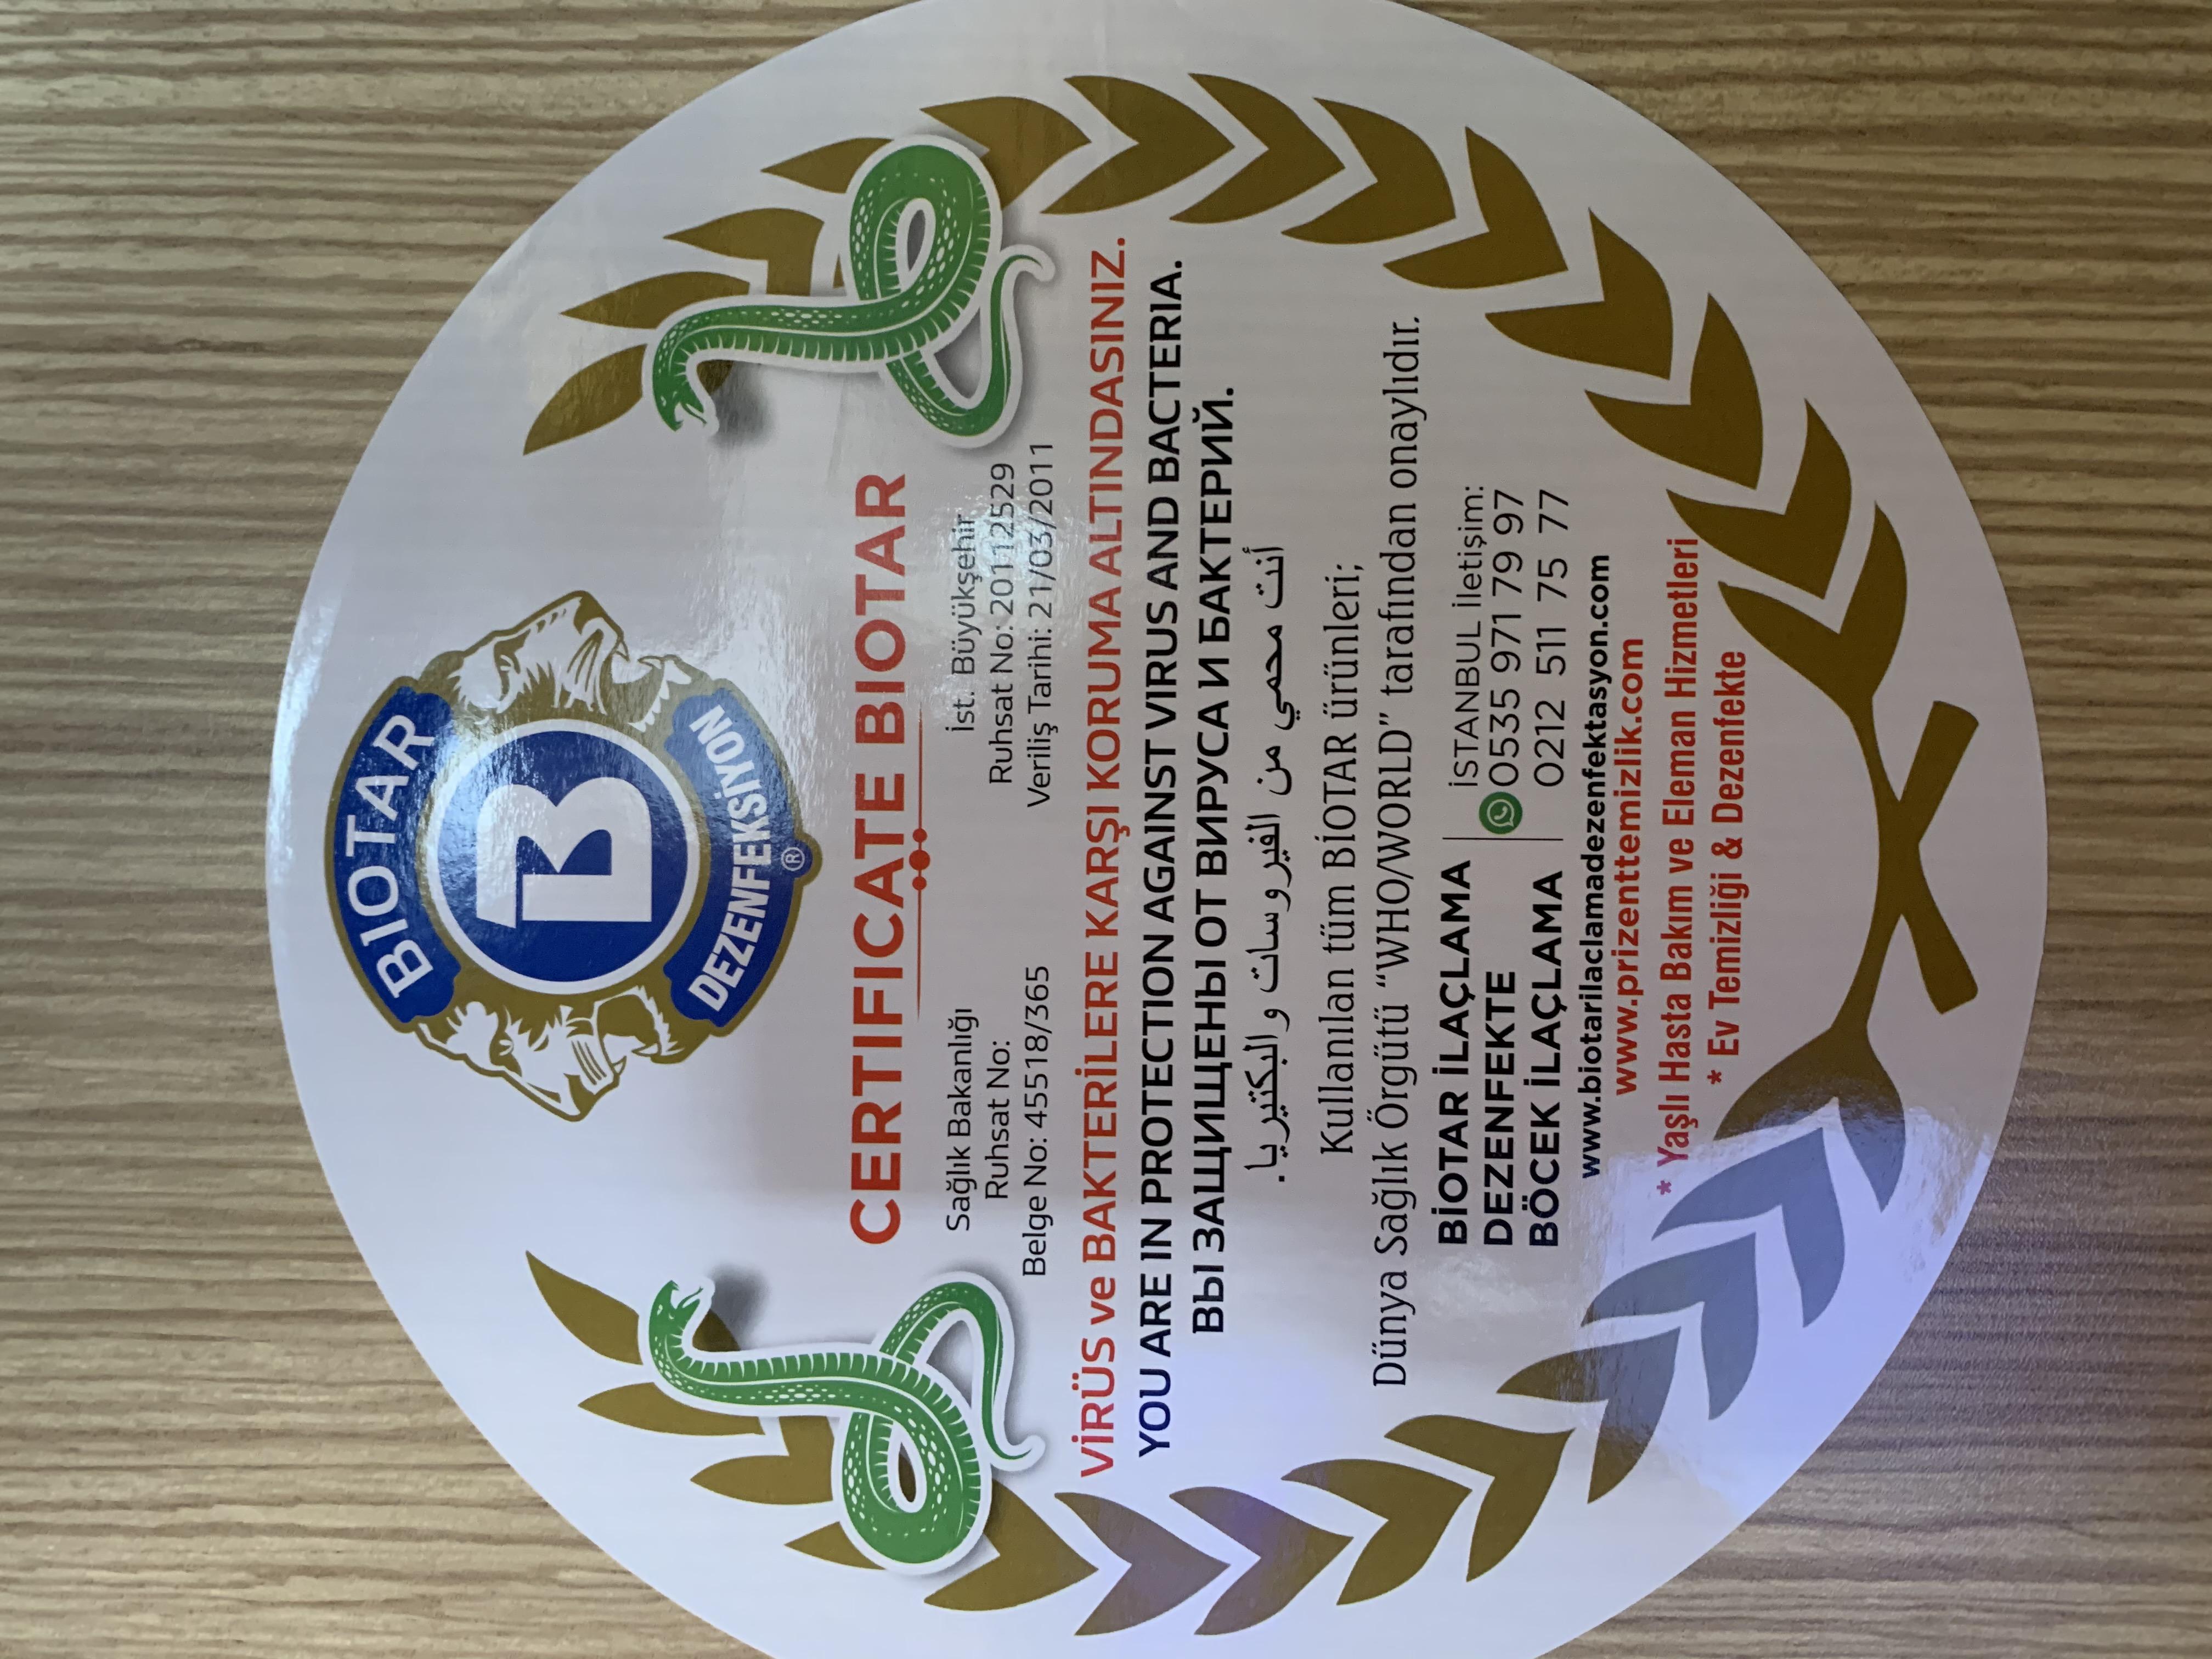 BIOTAR
B
DEZENFEKSİYON
®
CERTIFICATE BIOTAR
Sağlık Bakanlığı
Ruhsat No:
Belge No: 45518/365
İst. Büyükşehir
Ruhsat No: 201112529
Veriliş Tarihi: 21/03/2011
VİRÜS ve BAKTERİLERE KARŞI KORUMA ALTINDASINIZ.
YOU ARE IN PROTECTION AGAINST VIRUS AND BACTERIA.
ВЫ ЗАЩИЩЕНЫ ОТ ВИРУСА И БАКТЕРИЙ.
أنت محمي من الفيروسات والبكتيريا.
Kullanılan tüm BİOTAR ürünleri;
Dünya Sağlık Örgütü “WHO/WORLD” tarafından onaylıdır.
BİOTAR İLAÇLAMA
DEZENFEKTE
BÖCEK İLAÇLAMA
İSTANBUL İletişim:
0535 971 79 97
0212 511 75 77
www.biotarilaclamadezenfektasyon.com
www.prizenttemizlik.com
* Yaşlı Hasta Bakım ve Eleman Hizmetleri
* Ev Temizliği & Dezenfekte